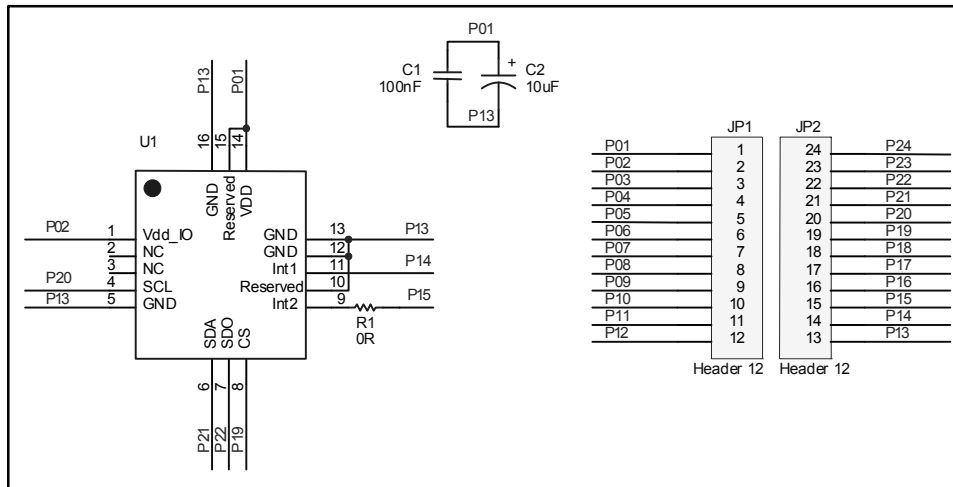 P01
C1
100nF
+
C2
10uF
P13
P13
P01
U1
16
15
14
GND
Reserved
VDD
P02
1
Vdd_IO
2
NC
3
NC
P20
4
SCL
P13
5
GND
GND
13
P13
GND
12
Int1
11
P14
Reserved
10
Int2
9
P15
R1
0R
SDA
SDO
CS
6
7
8
P21
P22
P19
JP1
JP2
P01 1 24 P24
P02 2 23 P23
P03 3 22 P22
P04 4 21 P21
P05 5 20 P20
P06 6 19 P19
P07 7 18 P18
P08 8 17 P17
P09 9 16 P16
P10 10 15 P15
P11 11 14 P14
P12 12 13 P13
Header 12
Header 12